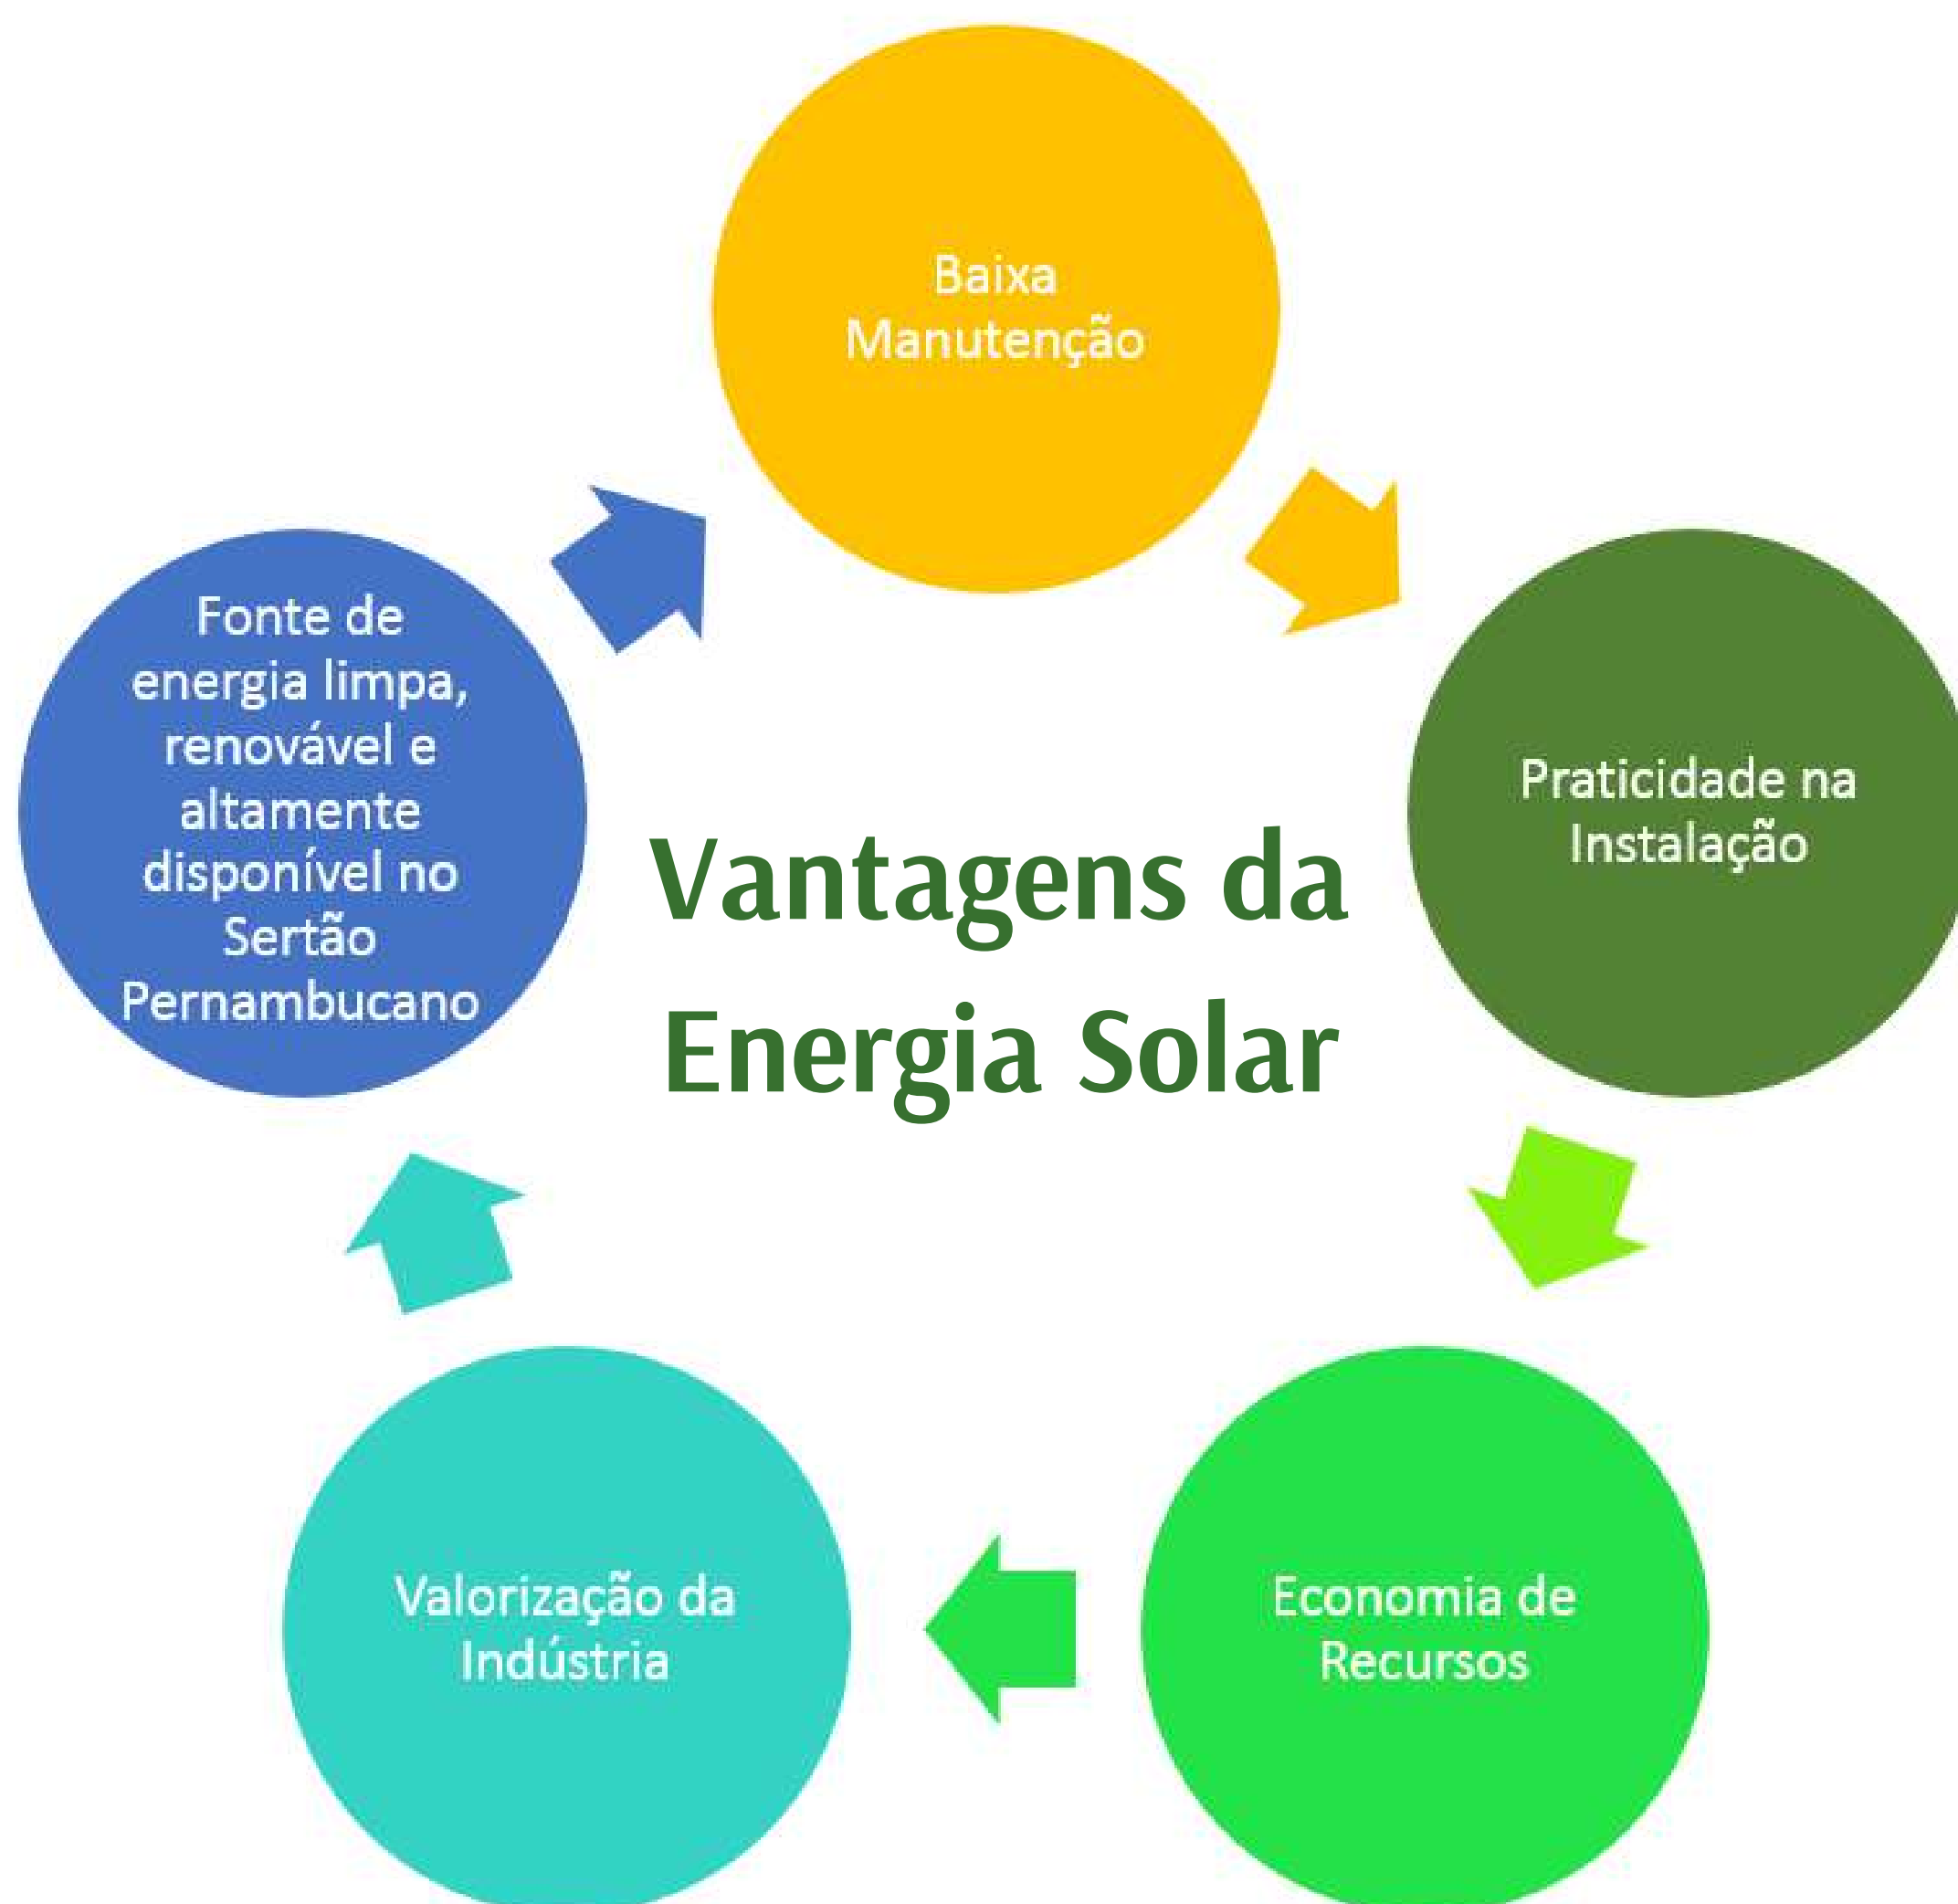 Baixa
Manutenção
Praticidade na
Instalação
Economia de
Recursos
Valorização da
Indústria
Fonte de
energia limpa,
renovável e
altamente
disponível no
Sertão
Pernambucano
Vantagens da
Energia Solar